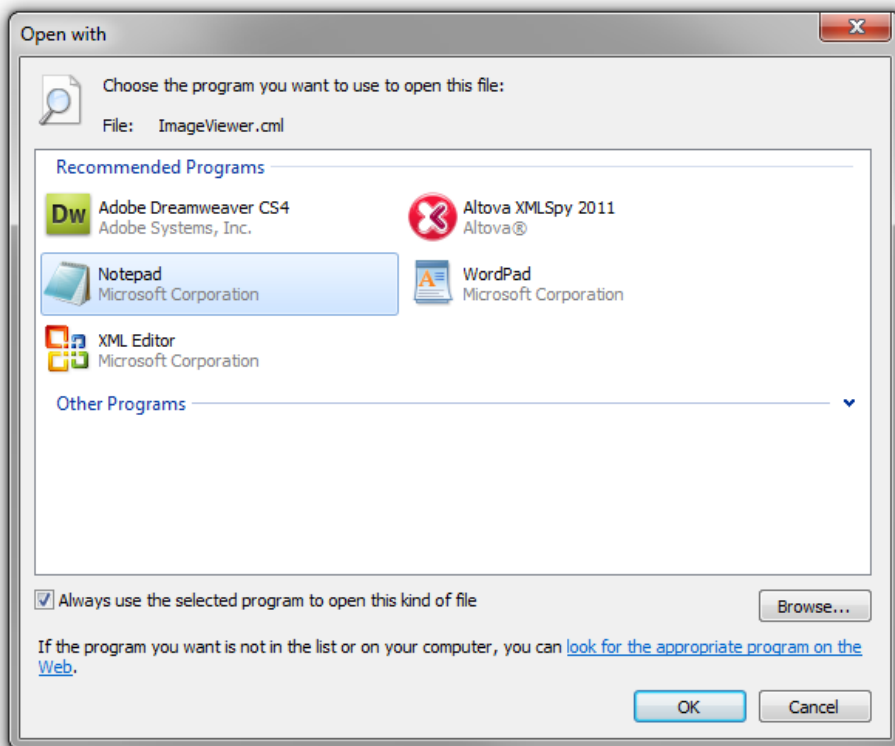 Open with
Choose the program you want to use to open this file:
File: ImageViewer.cml
Recommended Programs
Dw
Adobe Dreamweaver CS4
Adobe Systems, Inc.
Altova XMLSpy 2011
Altova®
Notepad
Microsoft Corporation
A
WordPad
Microsoft Corporation
XML Editor
Microsoft Corporation
Other Programs
Always use the selected program to open this kind of file
Browse...
If the program you want is not in the list or on your computer, you can look for the appropriate program on the
Web.
OK
Cancel